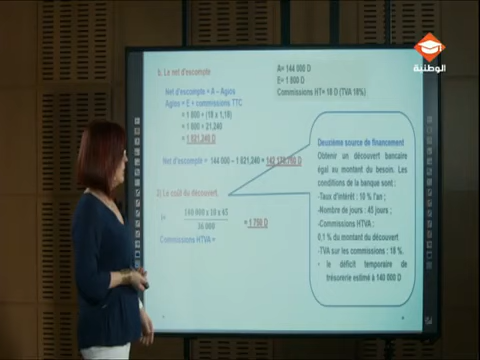 الوطنية
b) Le net d'escompte
A= 144 000 D
E= 1 800 D
Commissions HT= 18 D (TVA 18%)
Net d'escompte = A – Agios
Agios = E + commissions TTC
= 1 800 + (18 x 1,18)
= 1 800 + 21,240
= 1 821,240 D
Net d'escompte = 144 000 – 1 821,240 = 142 178,760 D
2) Le coût du découvert
I= 140 000 x 10 x 45
36 000
= 1 750 D
Commissions HTVA =
Deuxième source de financement
Obtenir un découvert bancaire
égal au montant du besoin. Les
conditions de la banque sont :
-Taux d'intérêt : 10 % l'an ;
-Nombre de jours : 45 jours ;
-Commissions HTVA :
0,1 % du montant du découvert
-TVA sur les commissions : 18 %.
- le déficit temporaire de
trésorerie estimé à 140 000 D